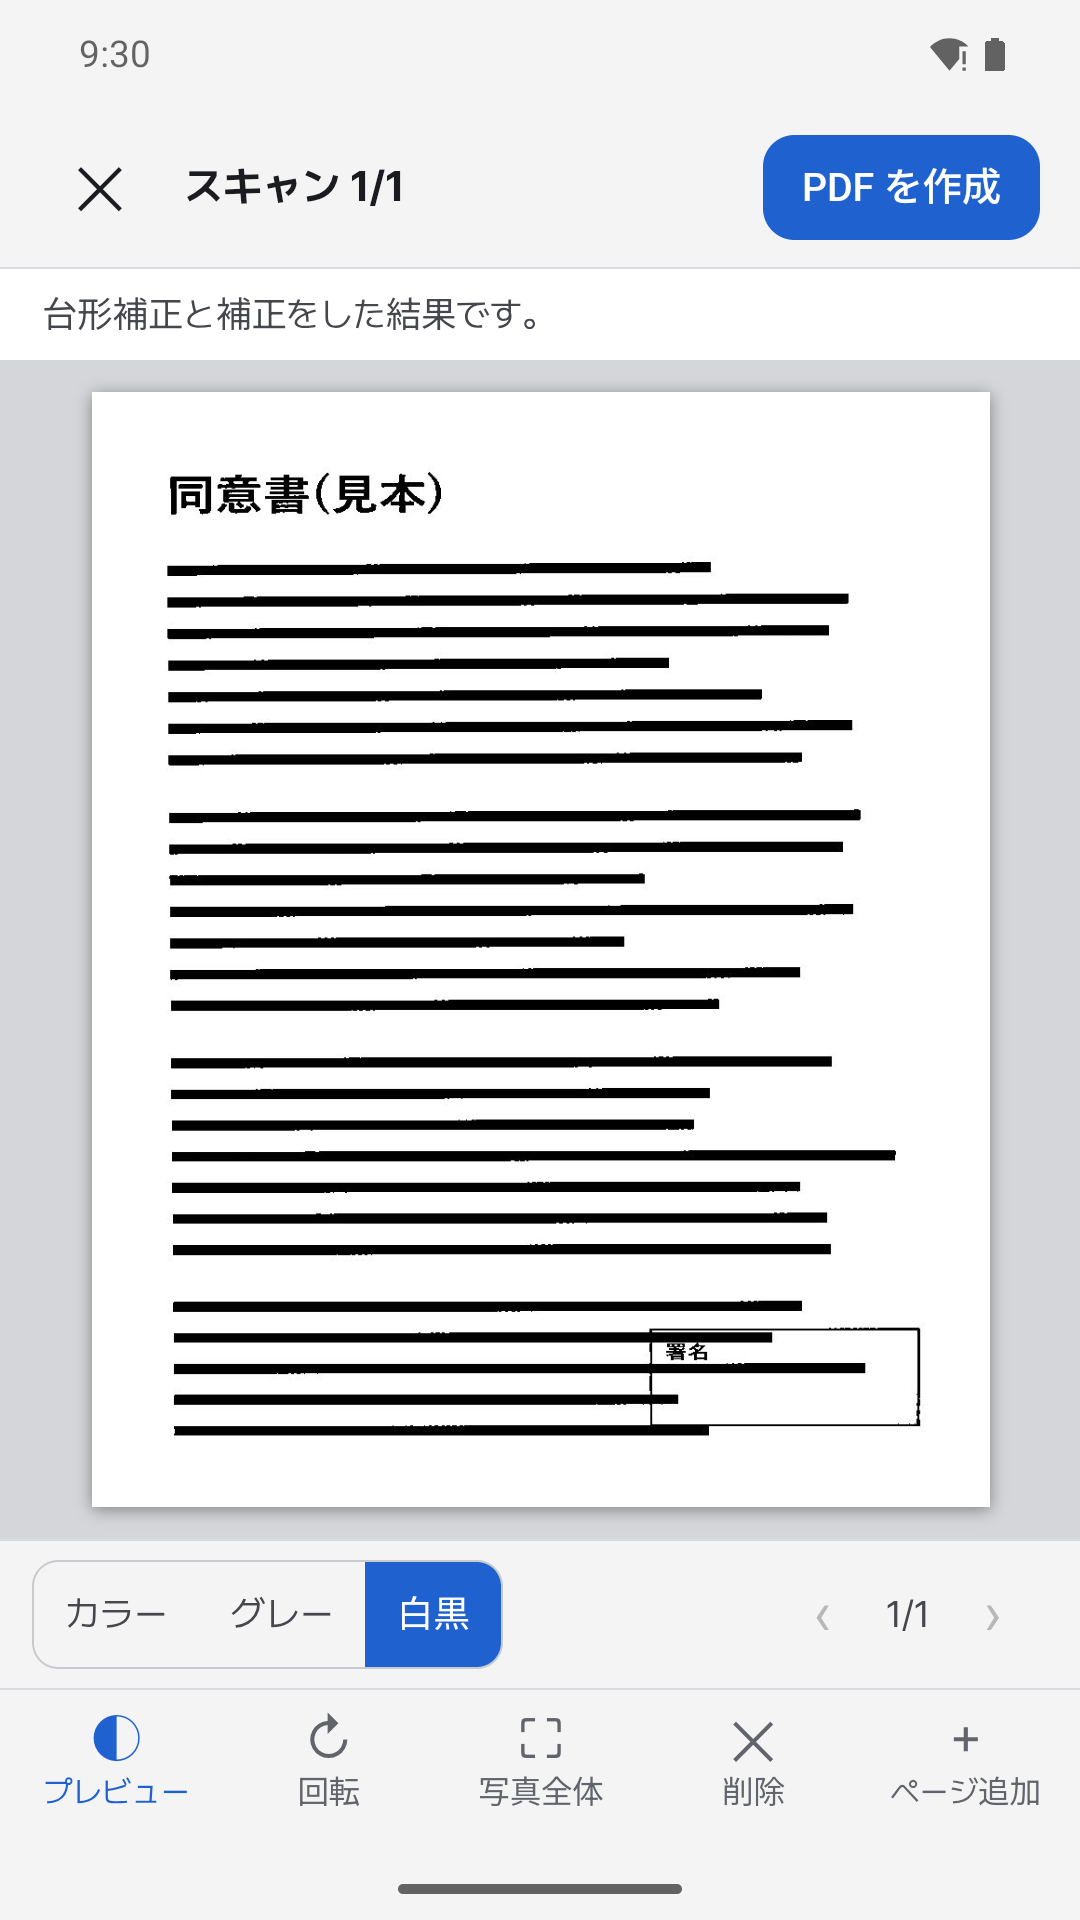 9:30
スキャン 1/1
PDF を作成
台形補正と補正をした結果です。
同意書(見本)
署名
カラー
グレー
白黒
‹ 1/1 ›
プレビュー
回転
写真全体
削除
ページ追加